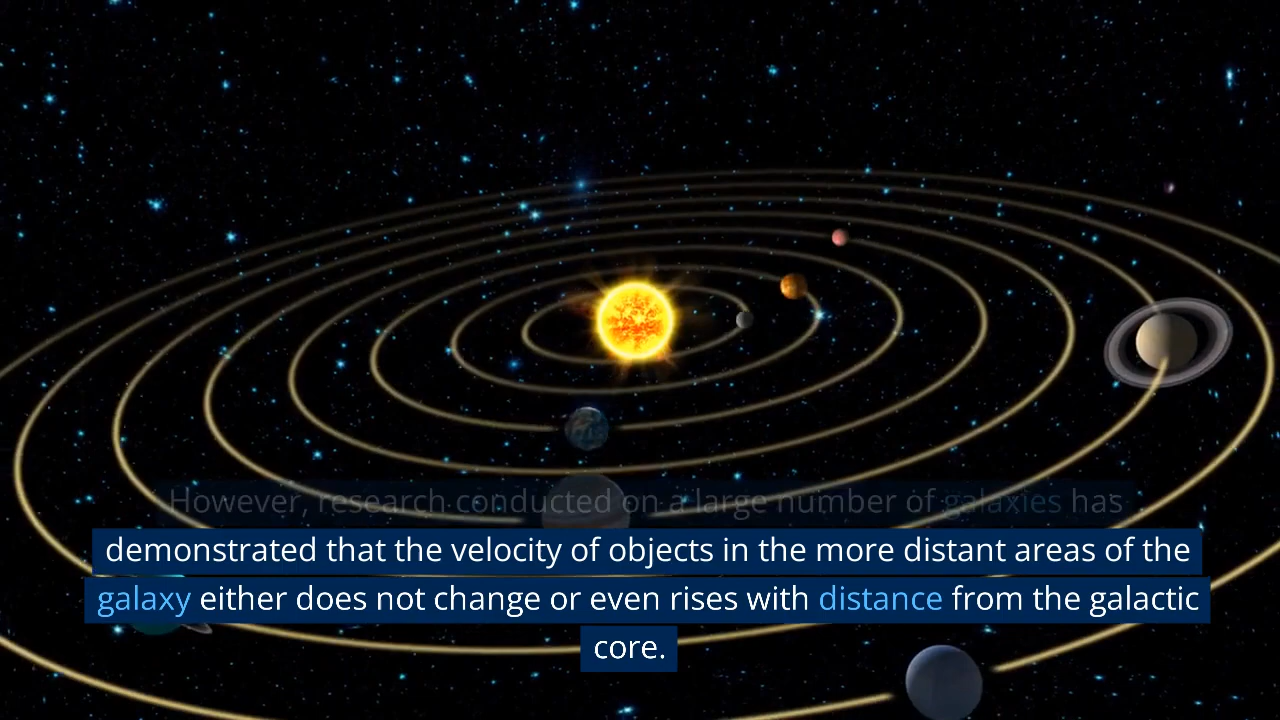 However, research conducted on a large number of galaxies has
demonstrated that the velocity of objects in the more distant areas of the
galaxy either does not change or even rises with distance from the galactic
core.